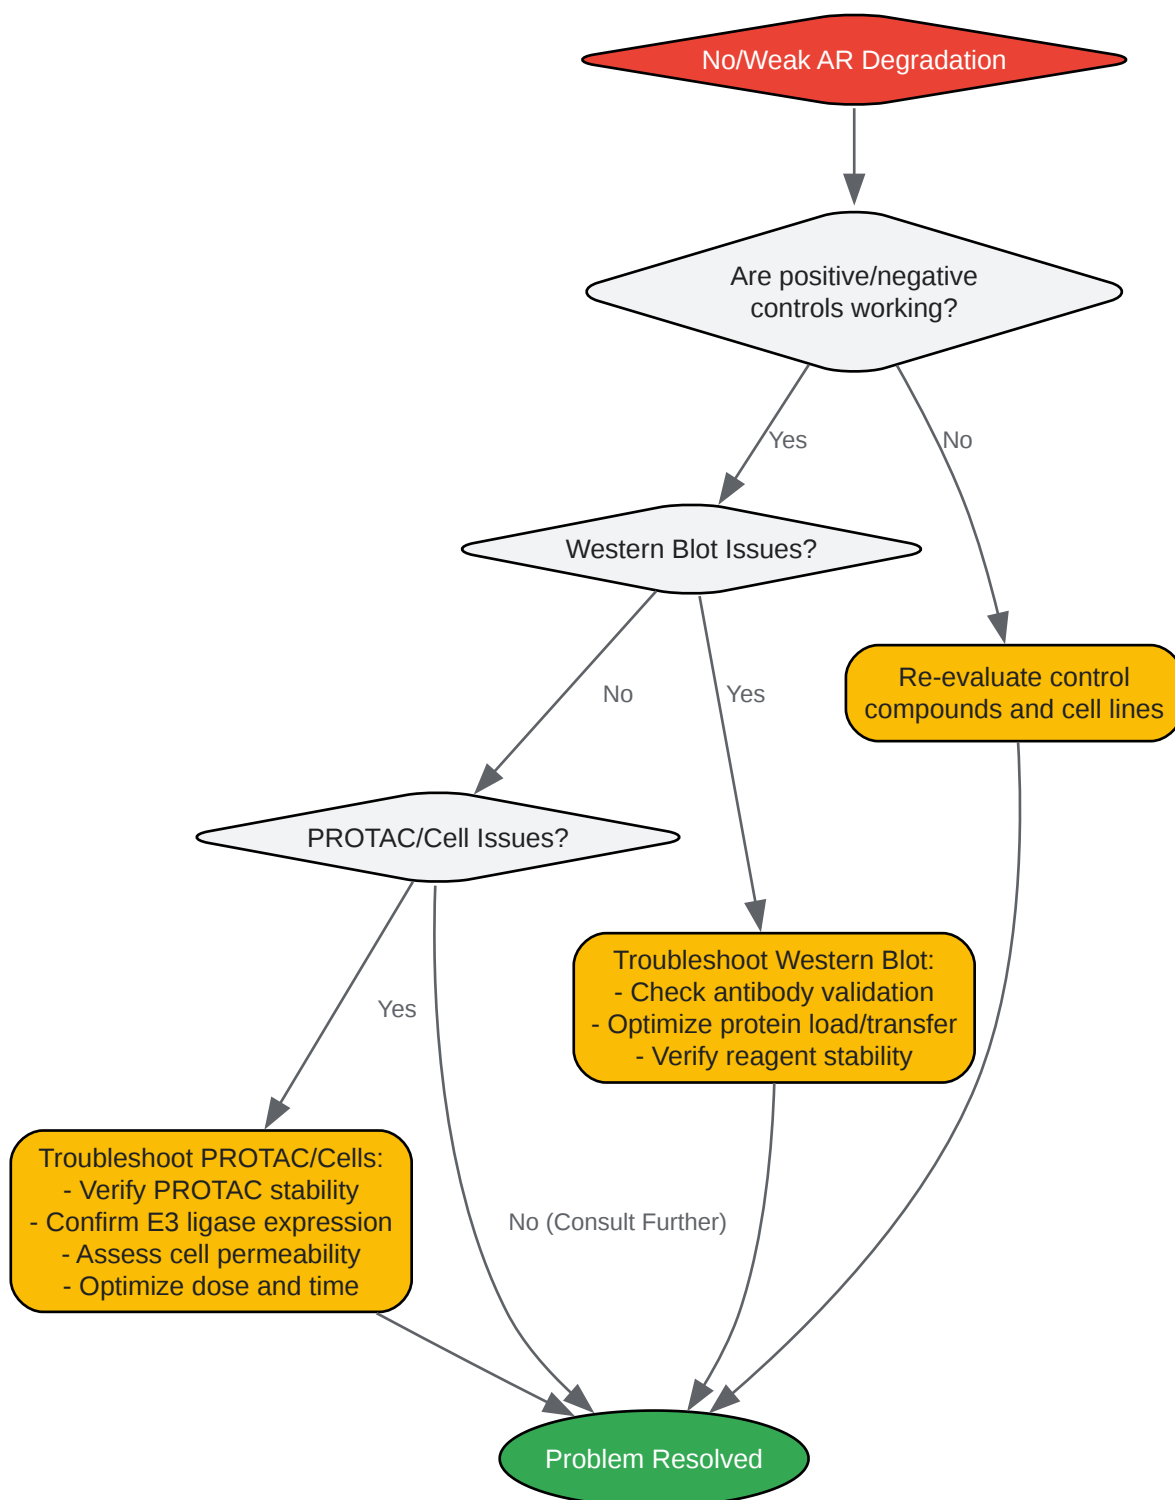 No/Weak AR Degradation
Are positive/negative
controls working?
Yes
No
Western Blot Issues?
No
Yes
Re-evaluate control
compounds and cell lines
PROTAC/Cell Issues?
Yes
Troubleshoot Western Blot:
- Check antibody validation
- Optimize protein load/transfer
- Verify reagent stability
Troubleshoot PROTAC/Cells:
- Verify PROTAC stability
- Confirm E3 ligase expression
- Assess cell permeability
- Optimize dose and time
No (Consult Further)
Problem Resolved